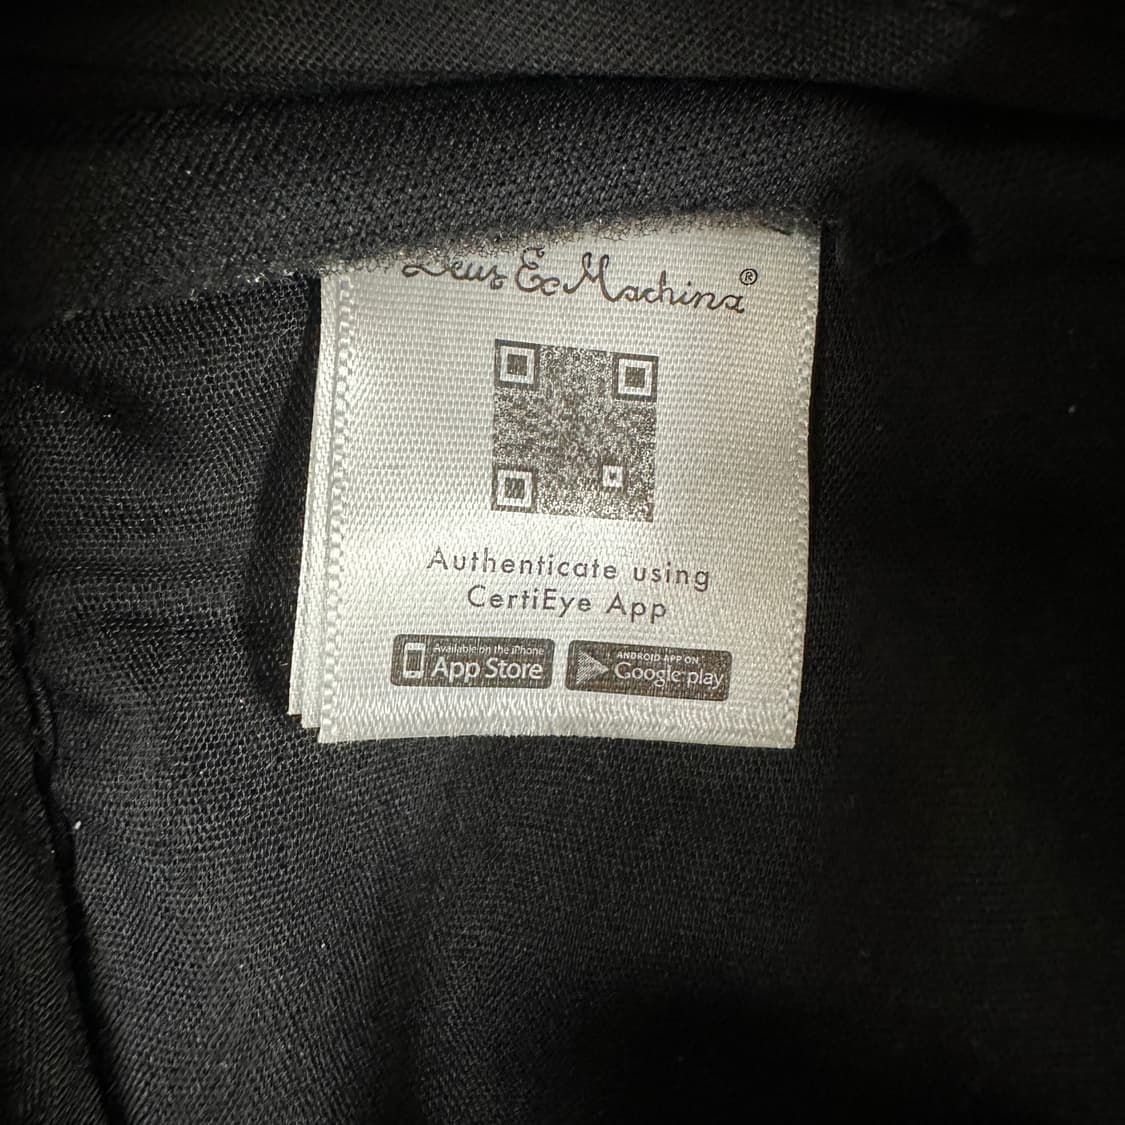 Deus Ex Machina®
Authenticate using
CertiEye App
Available on the iPhone
App Store
ANDROID APP ON
Google play